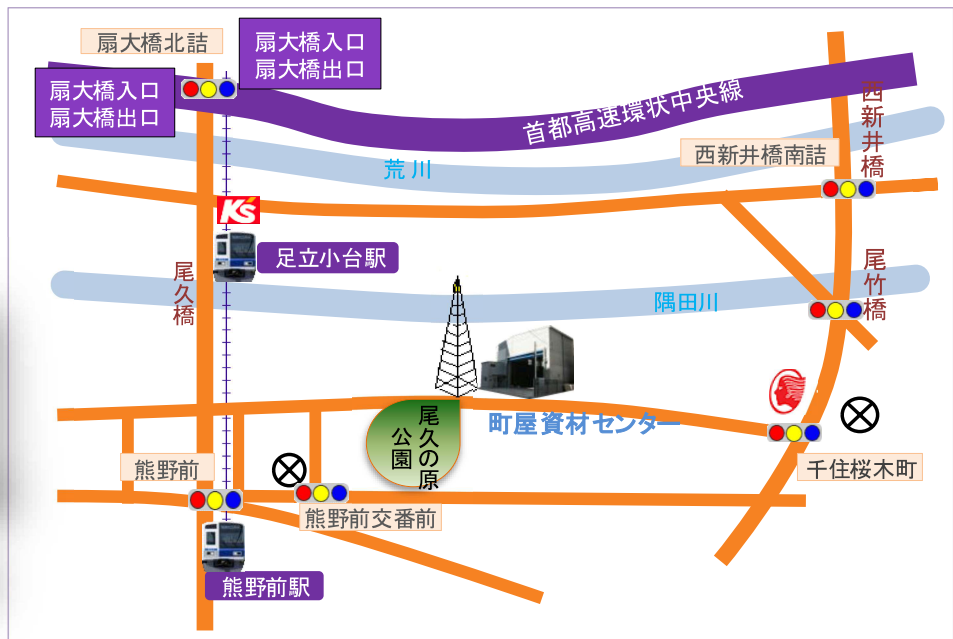 扇大橋北詰
扇大橋入口
扇大橋出口
扇大橋入口
扇大橋出口
首都高速環状中央線
西新井橋
荒川
西新井橋南詰
K's
足立小台駅
尾久橋
尾竹橋
隅田川
町屋資材センター
尾久の原
公園
熊野前
千住桜木町
熊野前交番前
熊野前駅